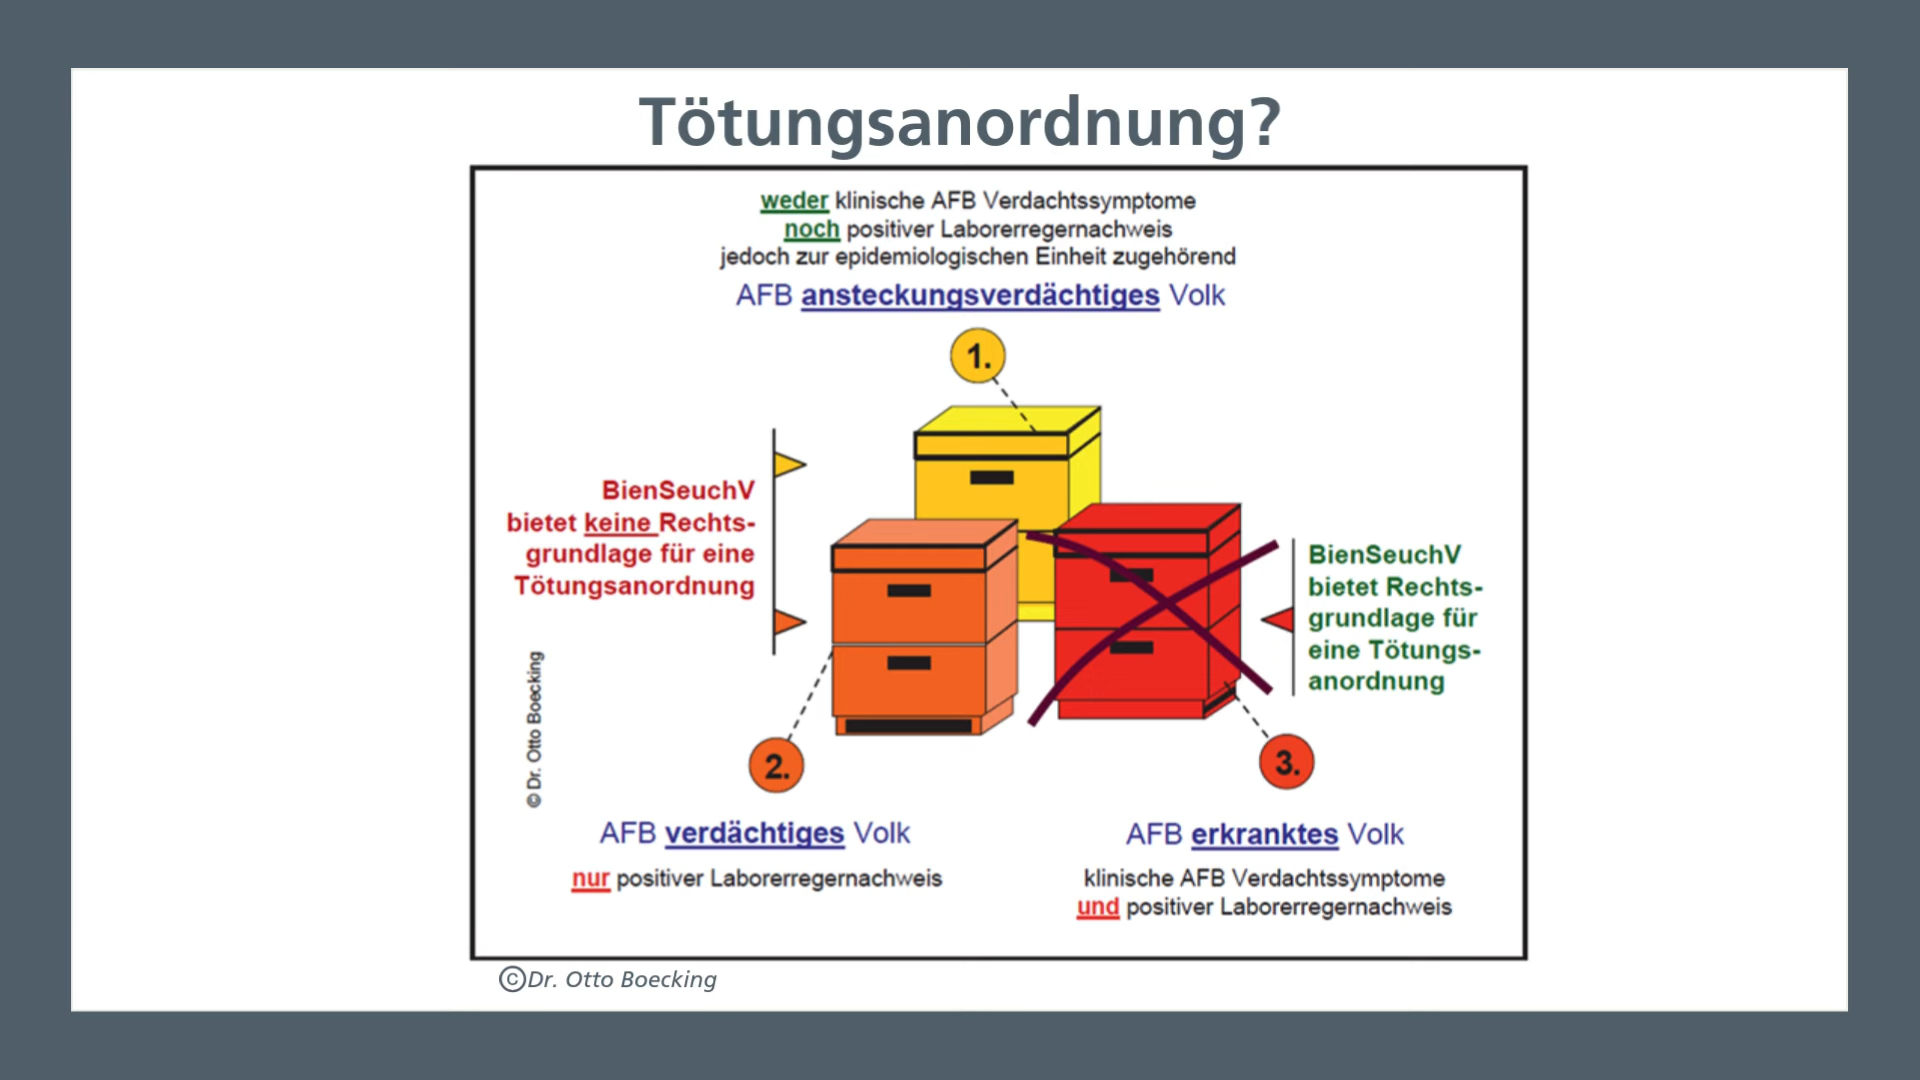 Tötungsanordnung?
weder klinische AFB Verdachtssymptome
noch positiver Laborerregernachweis
jedoch zur epidemiologischen Einheit zugehörend
AFB ansteckungsverdächtiges Volk
1.
BienSeuchV
bietet keine Rechts-
grundlage für eine
Tötungsanordnung
BienSeuchV
bietet Rechts-
grundlage für
eine Tötungs-
anordnung
© Dr. Otto Boecking
2.
3.
AFB verdächtiges Volk
nur positiver Laborerregernachweis
AFB erkranktes Volk
klinische AFB Verdachtssymptome
und positiver Laborerregernachweis
©Dr. Otto Boecking